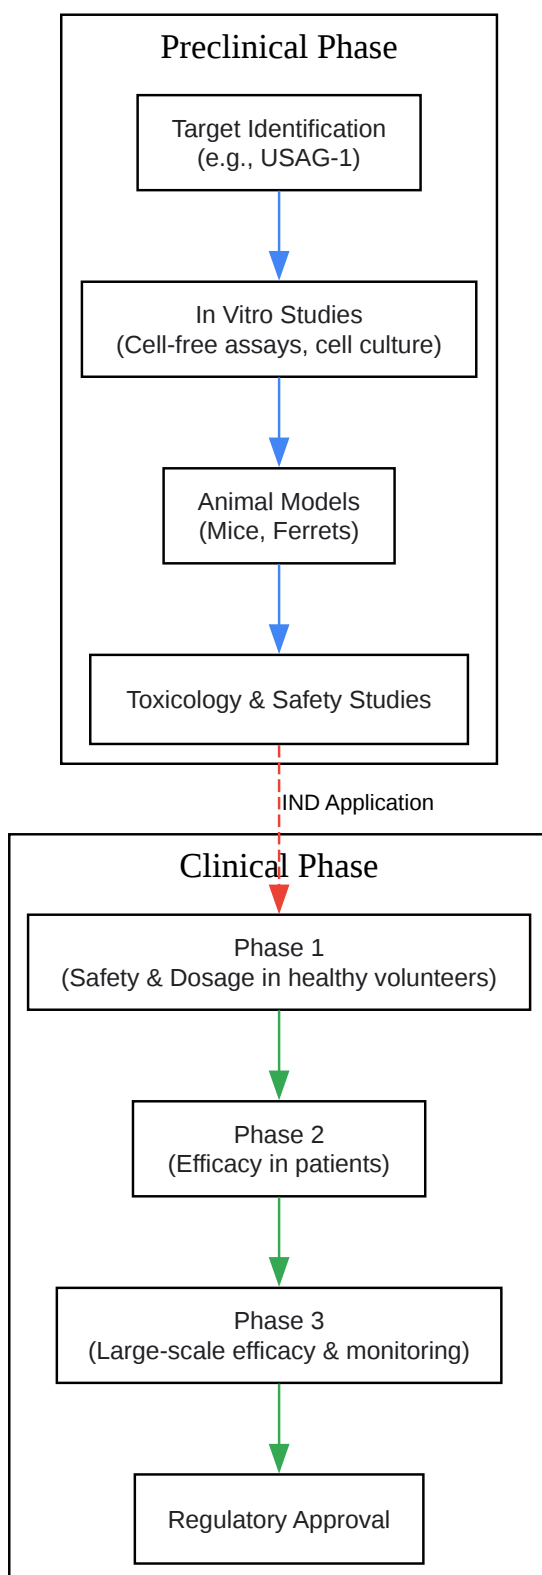 Preclinical Phase
Target Identification
(e.g., USAG-1)
In Vitro Studies
(Cell-free assays, cell culture)
Animal Models
(Mice, Ferrets)
Toxicology & Safety Studies
IND Application
Clinical Phase
Phase 1
(Safety & Dosage in healthy volunteers)
Phase 2
(Efficacy in patients)
Phase 3
(Large-scale efficacy & monitoring)
Regulatory Approval